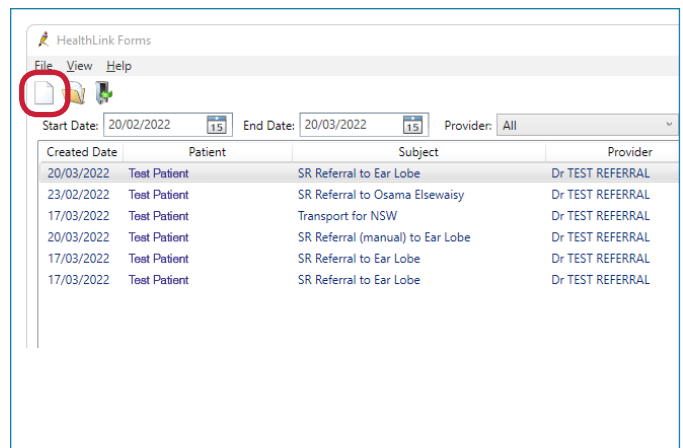 HealthLink Forms
File View Help
Start Date: 20/02/2022 15 End Date: 20/03/2022 15 Provider: All
Created Date Patient Subject Provider
20/03/2022 Test Patient SR Referral to Ear Lobe Dr TEST REFERRAL
23/02/2022 Test Patient SR Referral to Osama Elsewaisy Dr TEST REFERRAL
17/03/2022 Test Patient Transport for NSW Dr TEST REFERRAL
20/03/2022 Test Patient SR Referral (manual) to Ear Lobe Dr TEST REFERRAL
17/03/2022 Test Patient SR Referral to Ear Lobe Dr TEST REFERRAL
17/03/2022 Test Patient SR Referral to Ear Lobe Dr TEST REFERRAL